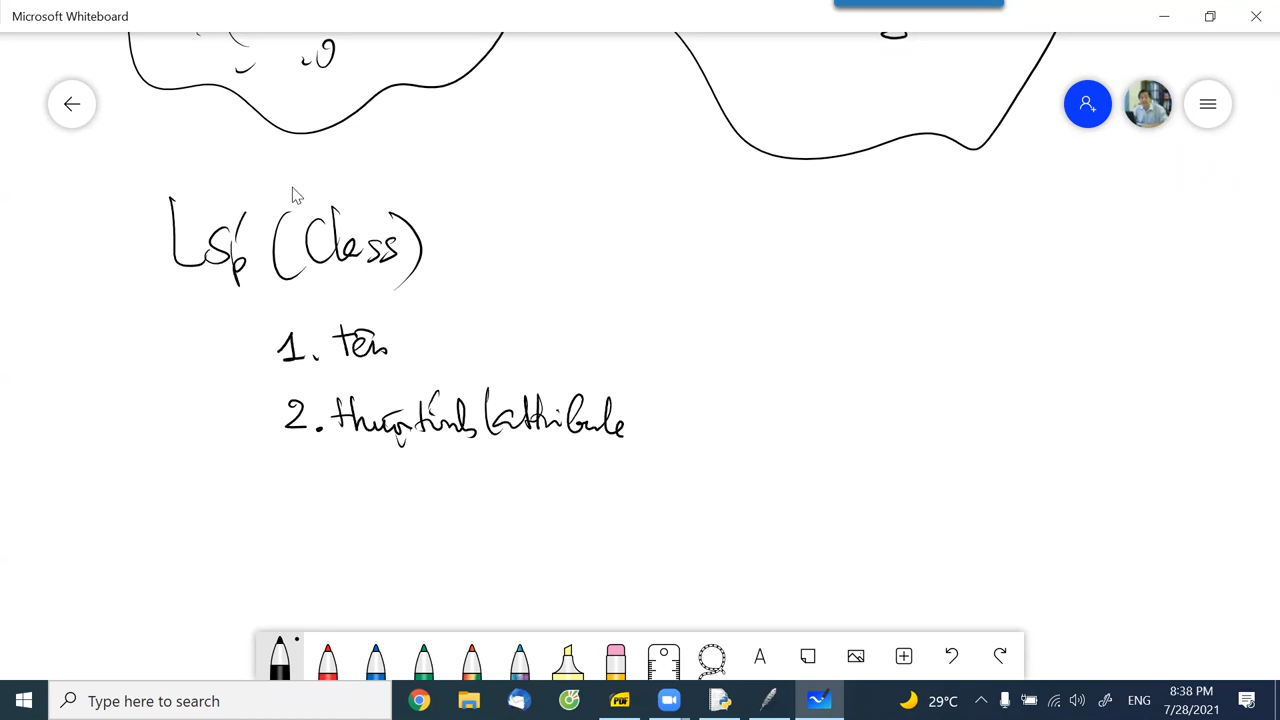 Microsoft Whiteboard
Lớp (Class)
1. tên
2. thuộc tính (attribute
A
Type here to search
PDF
29°C
ENG
8:38 PM
7/28/2021